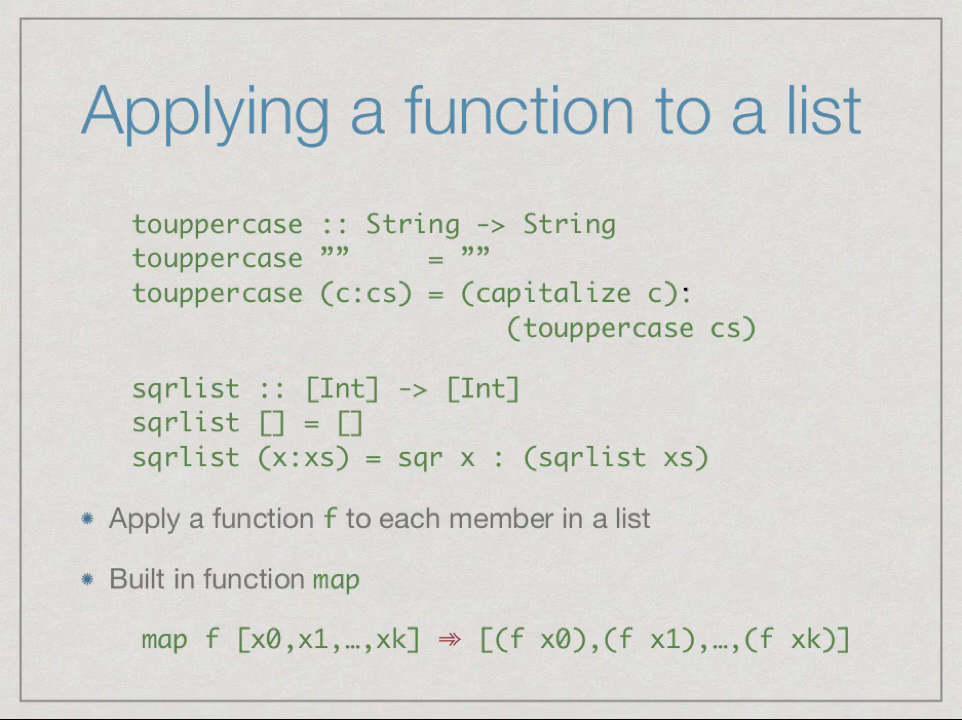 Applying a function to a list
touppercase :: String -> String
touppercase ”” = ””
touppercase (c:cs) = (capitalize c):
(touppercase cs)
sqrlist :: [Int] -> [Int]
sqrlist [] = []
sqrlist (x:xs) = sqr x : (sqrlist xs)
Apply a function f to each member in a list
Built in function map
map f [x0,x1,…,xk] ⇒ [(f x0),(f x1),…,(f xk)]